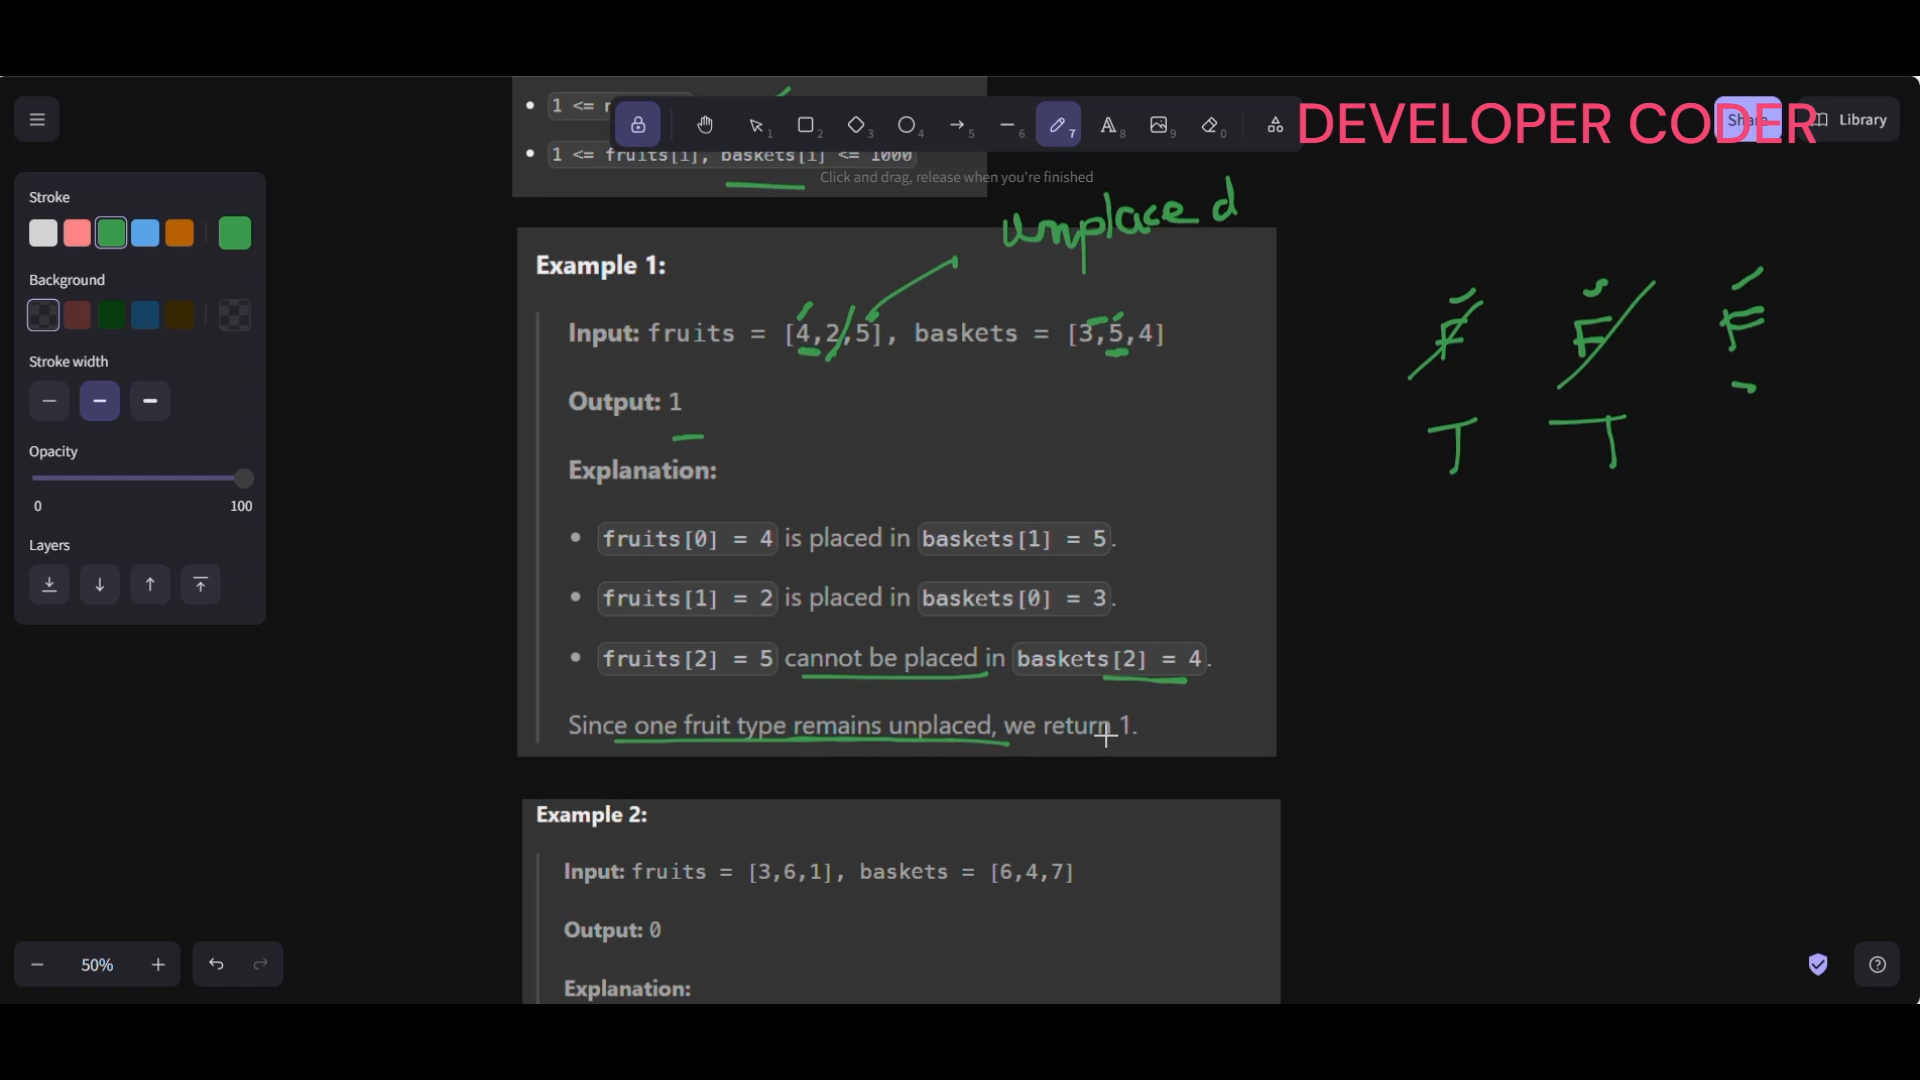 1 <=
DEVELOPER CODER
Share
Library
1 <= fruits[i], baskets[i] <= 1000
Click and drag, release when you're finished
Stroke
Background
Stroke width
Opacity
0 100
Layers
50%
unplaced
Example 1:
Input: fruits = [4,2,5], baskets = [3,5,4]
Output: 1
Explanation:
fruits[0] = 4 is placed in baskets[1] = 5.
fruits[1] = 2 is placed in baskets[0] = 3.
fruits[2] = 5 cannot be placed in baskets[2] = 4.
Since one fruit type remains unplaced, we return 1.
F F F
T T
Example 2:
Input: fruits = [3,6,1], baskets = [6,4,7]
Output: 0
Explanation: